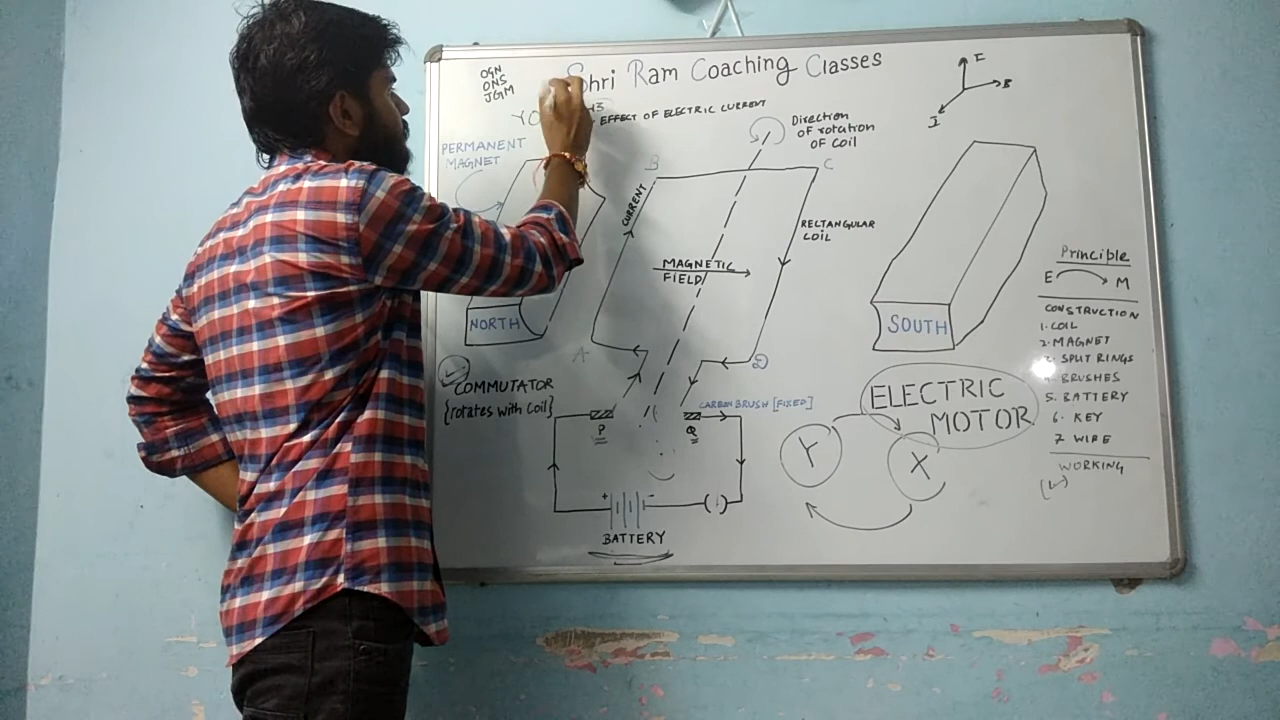 OGN
ONS
JGM
Shri Ram Coaching Classes
EFFECT OF ELECTRIC CURRENT
PERMANENT
MAGNET
Direction
of rotation
of coil
B
C
CURRENT
RECTANGULAR
COIL
MAGNETIC
FIELD
NORTH
SOUTH
A
D
COMMUTATOR
{rotates with Coil}
CARBON BRUSH [FIXED]
P
Q
+
-
BATTERY
ELECTRIC
MOTOR
Y
X
F
B
I
Principle
E M
CONSTRUCTION
1. COIL
2. MAGNET
3. SPLIT RINGS
4. BRUSHES
5. BATTERY
6. KEY
7. WIRE
WORKING